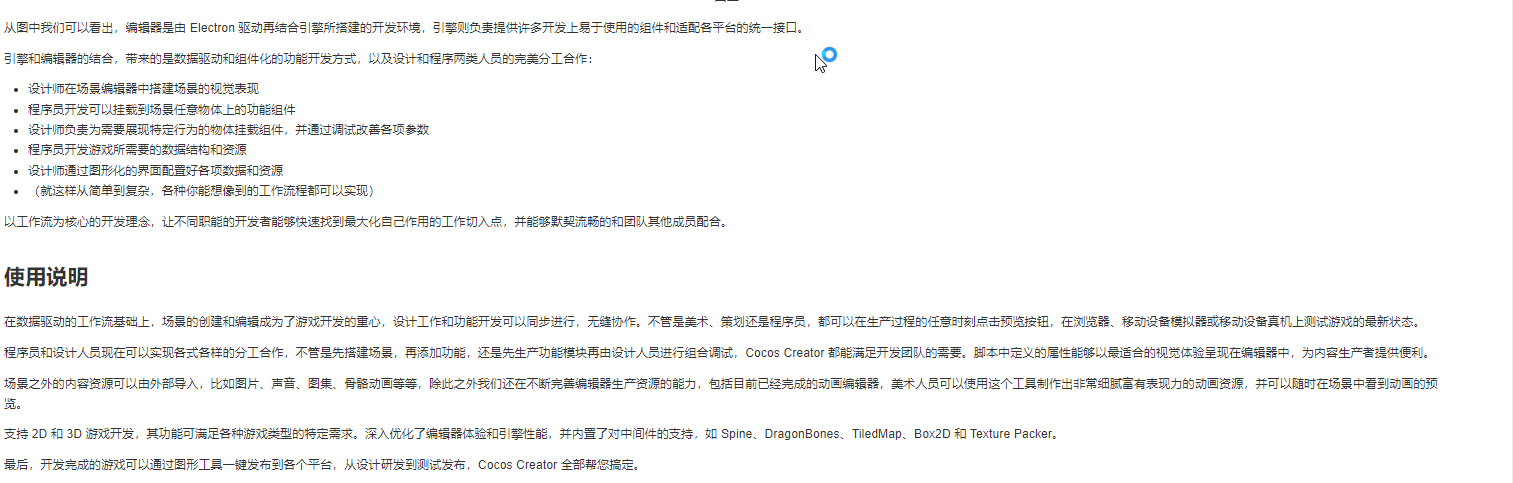 从图中我们可以看出，编辑器是由 Electron 驱动再结合引擎所搭建的开发环境，引擎则负责提供许多开发上易于使用的组件和适配各平台的统一接口。
引擎和编辑器的结合，带来的是数据驱动和组件化的功能开发方式，以及设计和程序两类人员的完美分工合作：
• 设计师在场景编辑器中搭建场景的视觉表现
• 程序员开发可以挂载到场景任意物体上的功能组件
• 设计师负责为需要展现特定行为的物体挂载组件，并通过调试改善各项参数
• 程序员开发游戏所需要的数据结构和资源
• 设计师通过图形化的界面配置好各项数据和资源
• （就这样从简单到复杂，各种你能想像到的工作流程都可以实现）
以工作流为核心的开发理念，让不同职能的开发者能够快速找到最大化自己作用的工作切入点，并能够默契流畅的和团队其他成员配合。
使用说明
在数据驱动的工作流基础上，场景的创建和编辑成为了游戏开发的重心，设计工作和功能开发可以同步进行，无缝协作。不管是美术、策划还是程序员，都可以在生产过程的任意时刻点击预览按钮，在浏览器、移动设备模拟器或移动设备真机上测试游戏的最新状态。
程序员和设计人员现在可以实现各式各样的分工合作，不管是先搭建场景，再添加功能，还是先生产功能模块再由设计人员进行组合调试，Cocos Creator 都能满足开发团队的需要。脚本中定义的属性能够以最适合的视觉体验呈现在编辑器中，为内容生产者提供便利。
场景之外的内容资源可以由外部导入，比如图片、声音、图集、骨骼动画等等，除此之外我们还在不断完善编辑器生产资源的能力，包括目前已经完成的动画编辑器，美术人员可以使用这个工具制作出非常细腻富有表现力的动画资源，并可以随时在场景中看到动画的预
览。
支持 2D 和 3D 游戏开发，其功能可满足各种游戏类型的特定需求。深入优化了编辑器体验和引擎性能，并内置了对中间件的支持，如 Spine、DragonBones、TiledMap、Box2D 和 Texture Packer。
最后，开发完成的游戏可以通过图形工具一键发布到各个平台，从设计研发到测试发布，Cocos Creator 全部帮您搞定。